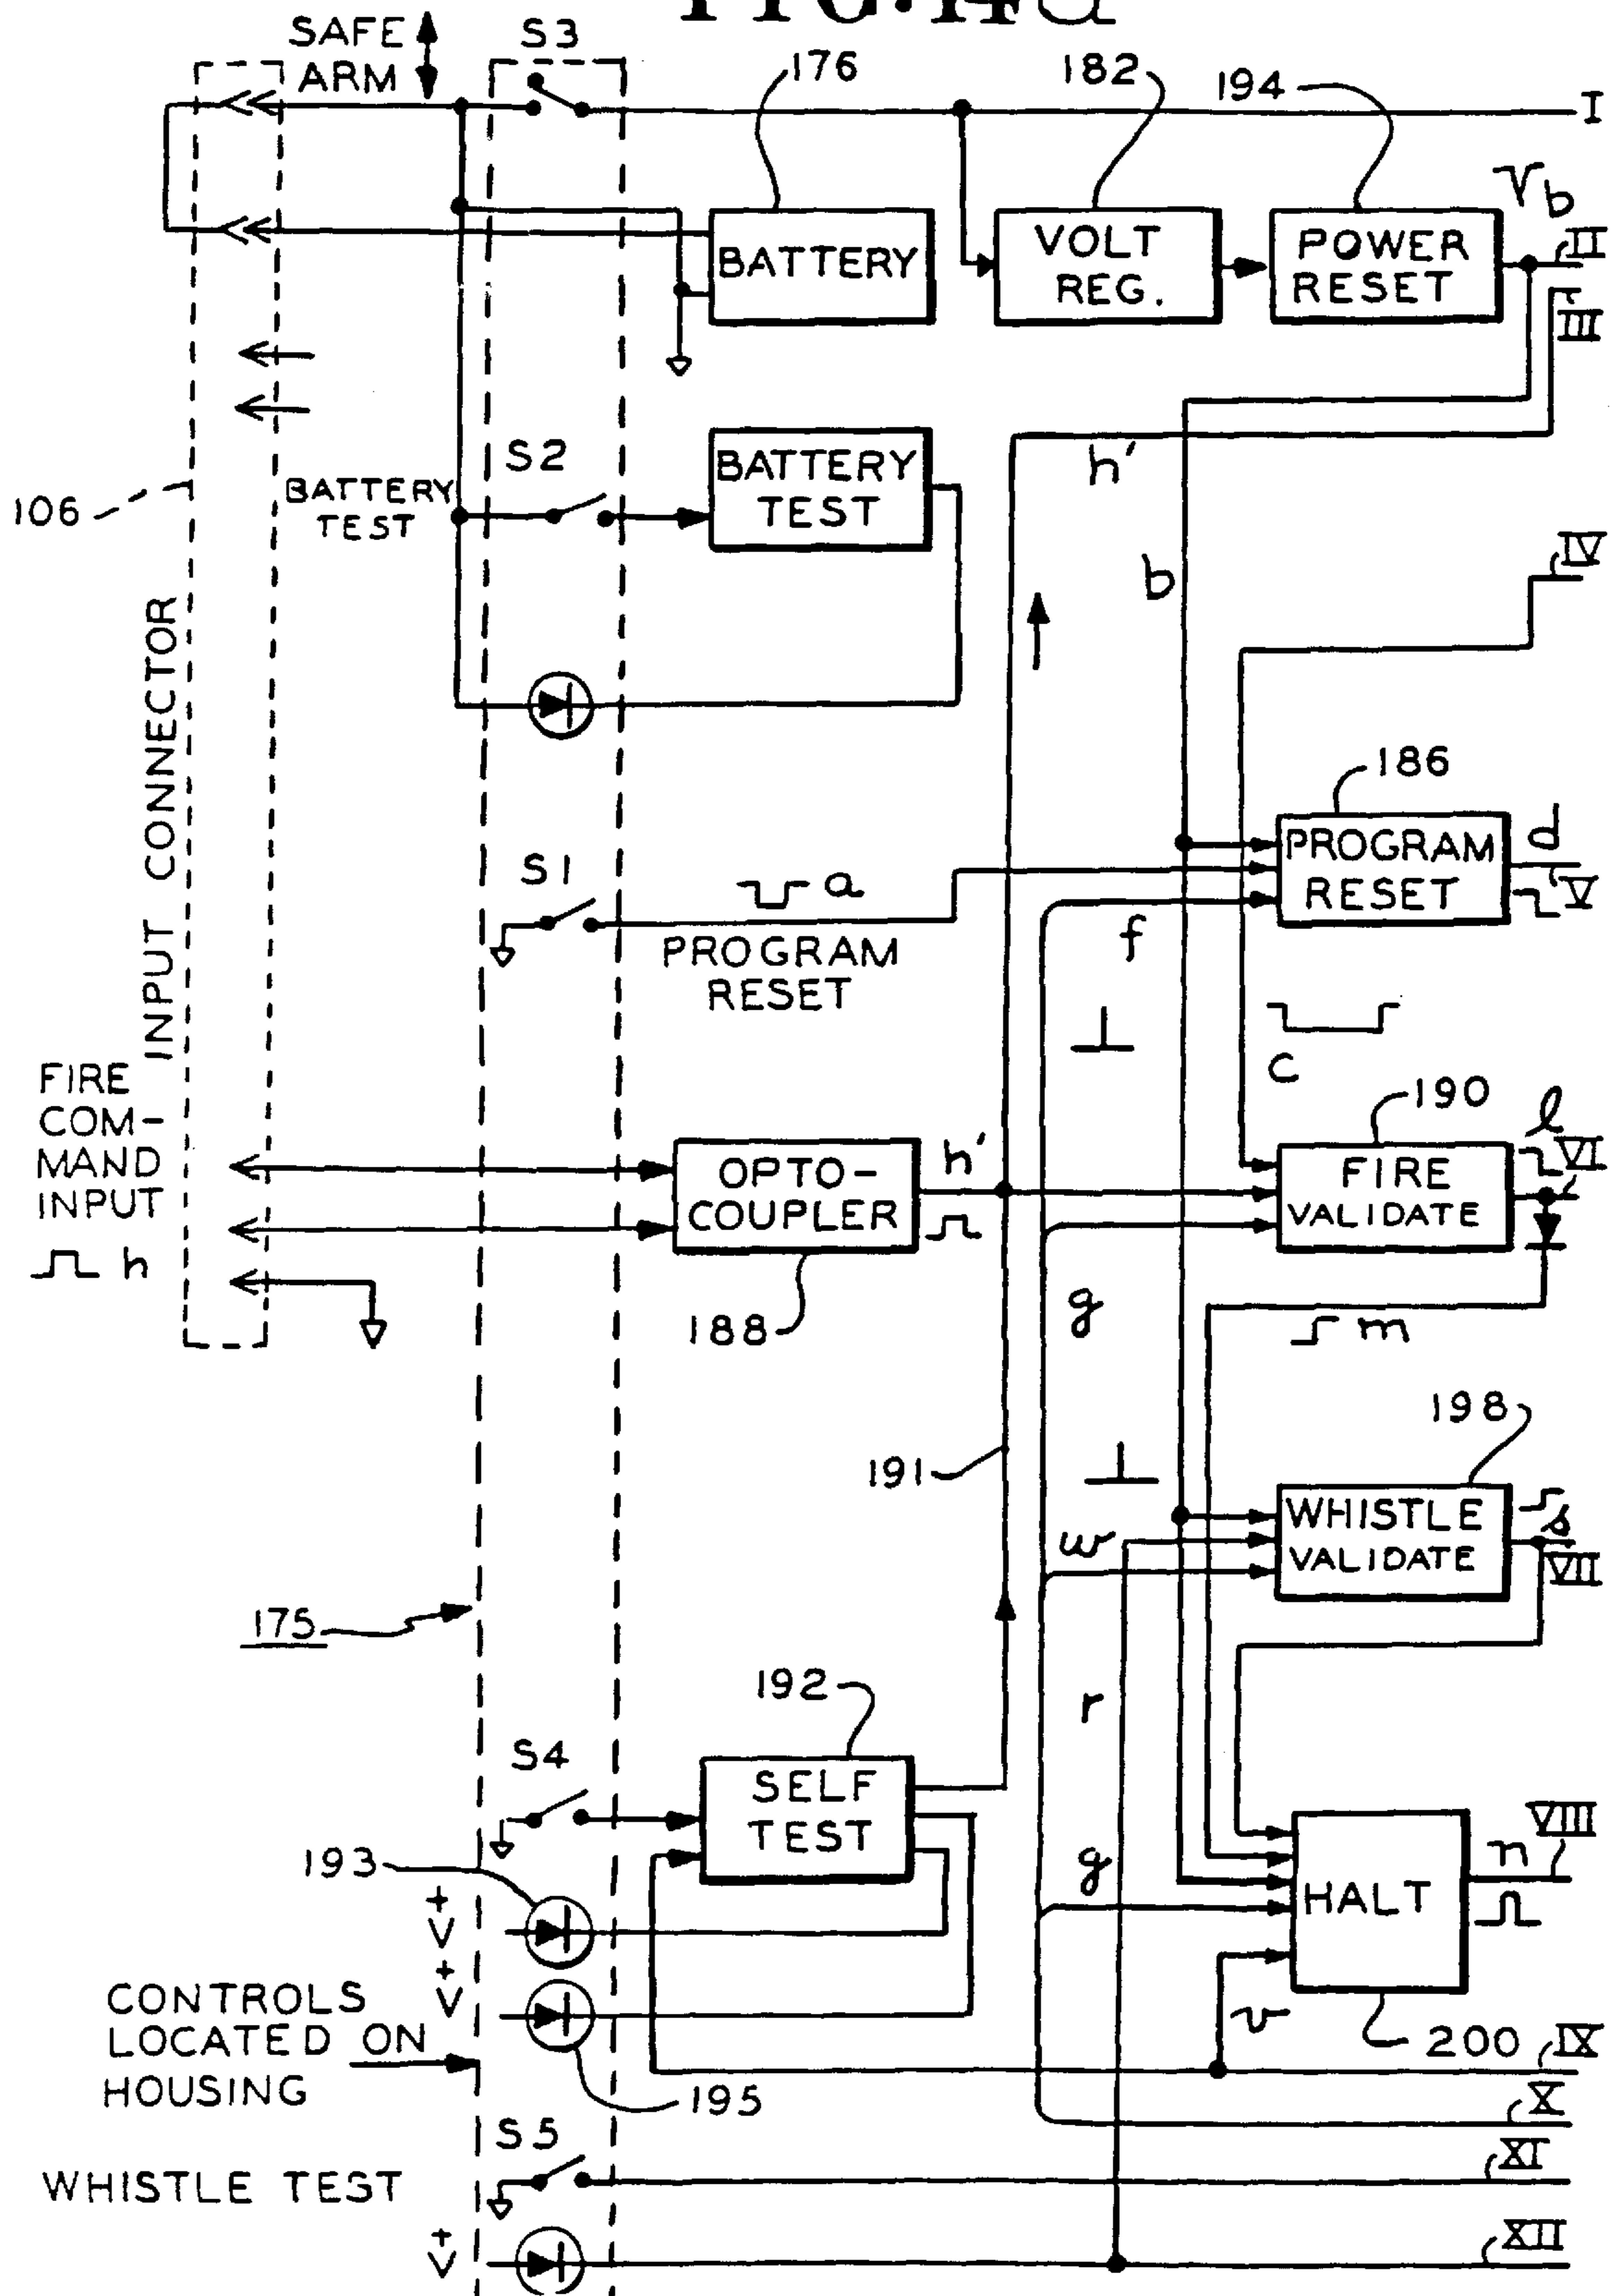 FIG. 14a
SAFE
ARM
S3
176
182
194
I
b
II
III
BATTERY
VOLT
REG.
POWER
RESET
106
BATTERY
TEST
S2
BATTERY
TEST
h'
b
IV
INPUT CONNECTOR
186
S1
a
PROGRAM
RESET
PROGRAM
RESET
d
V
f
c
FIRE
COM-
MAND
INPUT
h
OPTO-
COUPLER
h'
188
190
FIRE
VALIDATE
l
VI
g
m
191
198
WHISTLE
VALIDATE
s
VII
w
175
192
r
S4
SELF
TEST
193
+
V
+
V
g
HALT
n
VIII
CONTROLS
LOCATED ON
HOUSING
195
v
200
IX
X
S5
WHISTLE TEST
XI
+
V
XII